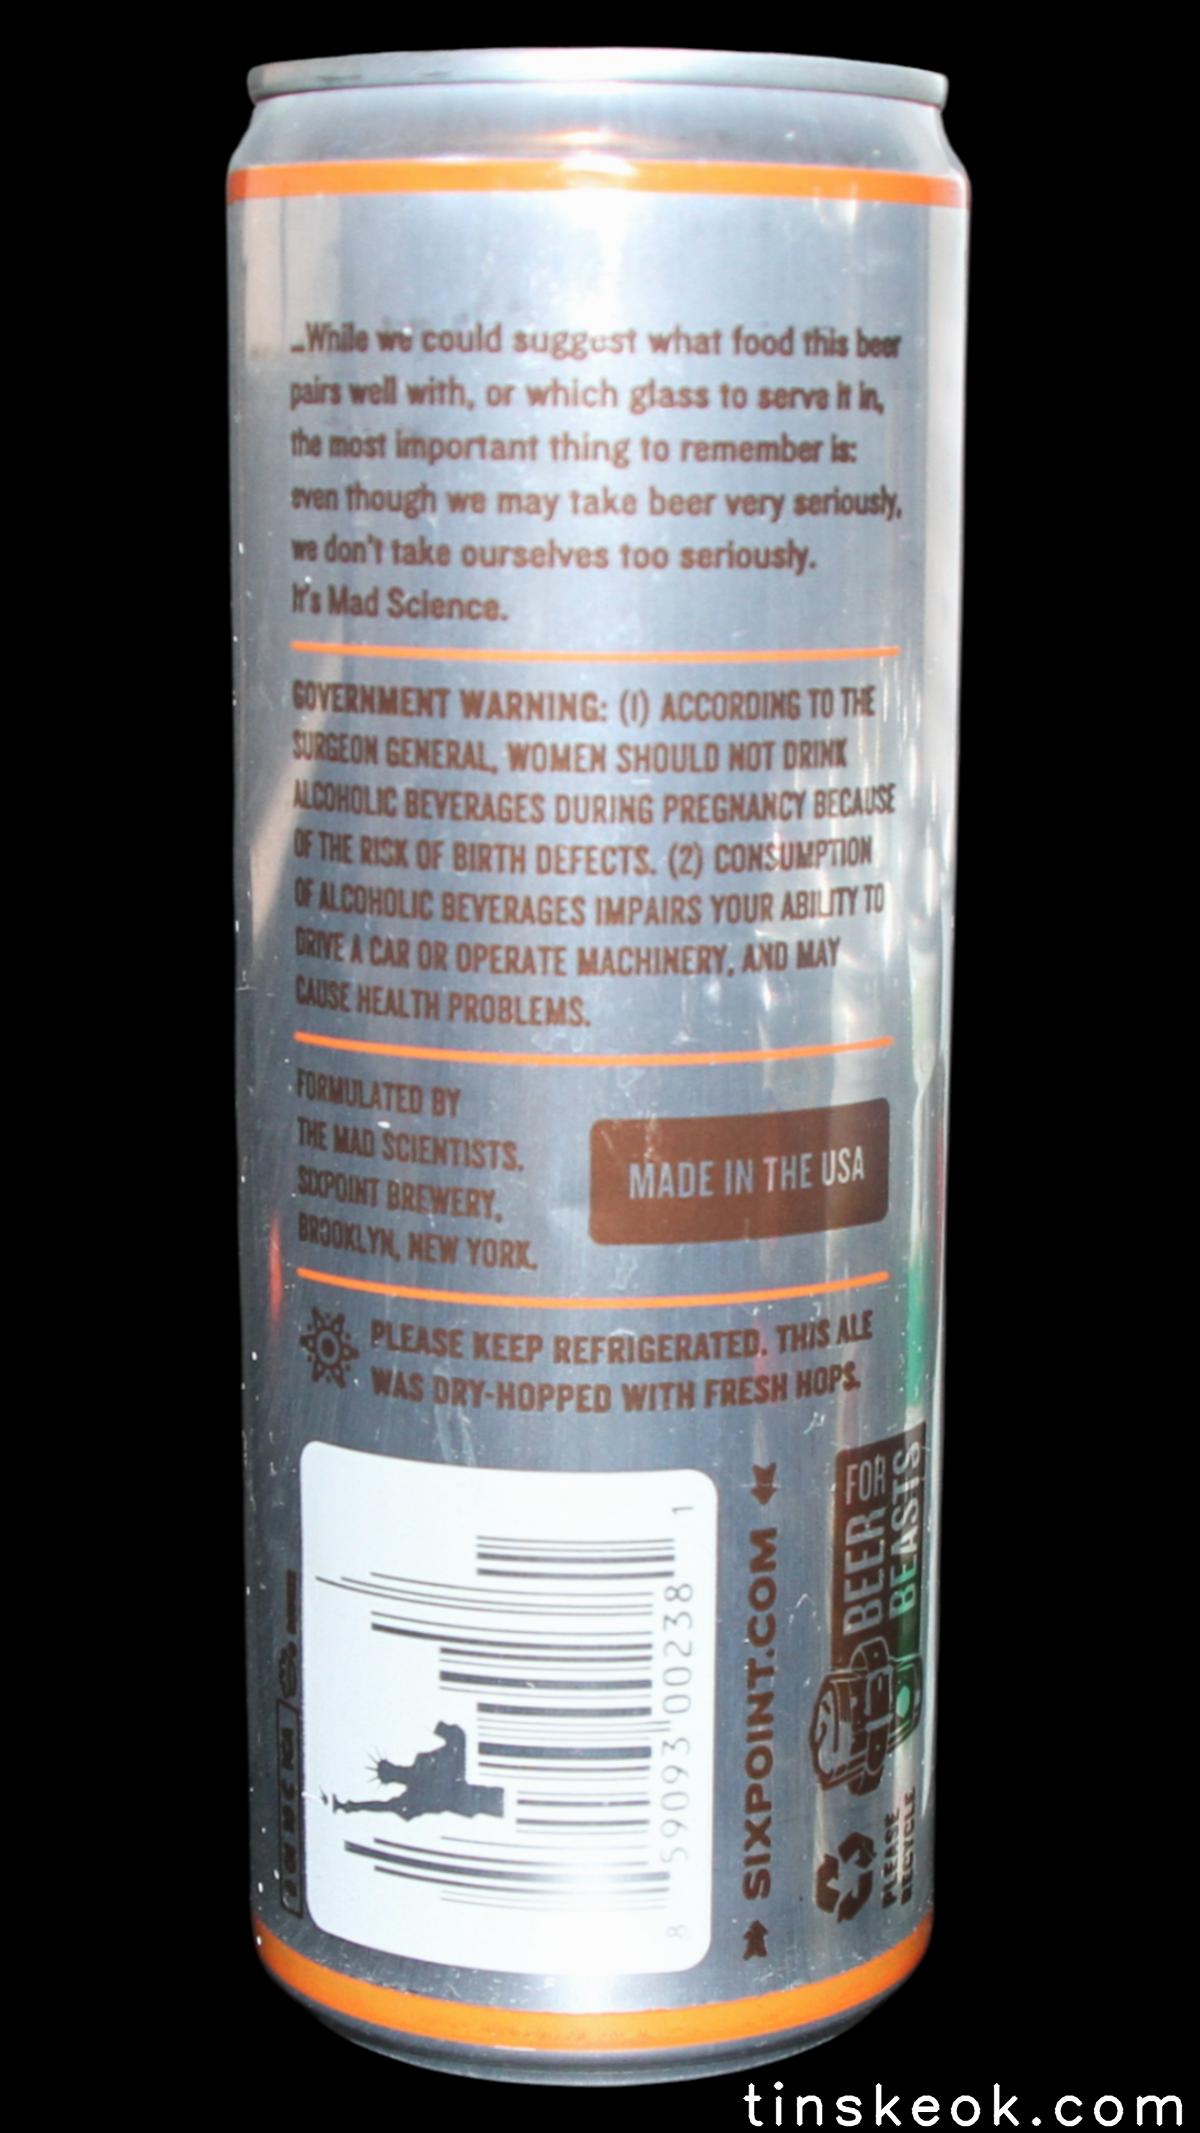 ...While we could suggest what food this beer
pairs well with, or which glass to serve it in,
the most important thing to remember is:
even though we may take beer very seriously,
we don't take ourselves too seriously.
It's Mad Science.
GOVERNMENT WARNING: (1) ACCORDING TO THE
SURGEON GENERAL, WOMEN SHOULD NOT DRINK
ALCOHOLIC BEVERAGES DURING PREGNANCY BECAUSE
OF THE RISK OF BIRTH DEFECTS. (2) CONSUMPTION
OF ALCOHOLIC BEVERAGES IMPAIRS YOUR ABILITY TO
DRIVE A CAR OR OPERATE MACHINERY, AND MAY
CAUSE HEALTH PROBLEMS.
FORMULATED BY
THE MAD SCIENTISTS,
SIXPOINT BREWERY,
BROOKLYN, NEW YORK.
MADE IN THE USA
PLEASE KEEP REFRIGERATED. THIS ALE
WAS DRY-HOPPED WITH FRESH HOPS.
8 59093 00238 1
SIXPOINT.COM
BEER FOR
BEASTS
PLEASE
RECYCLE
tinskeok.com